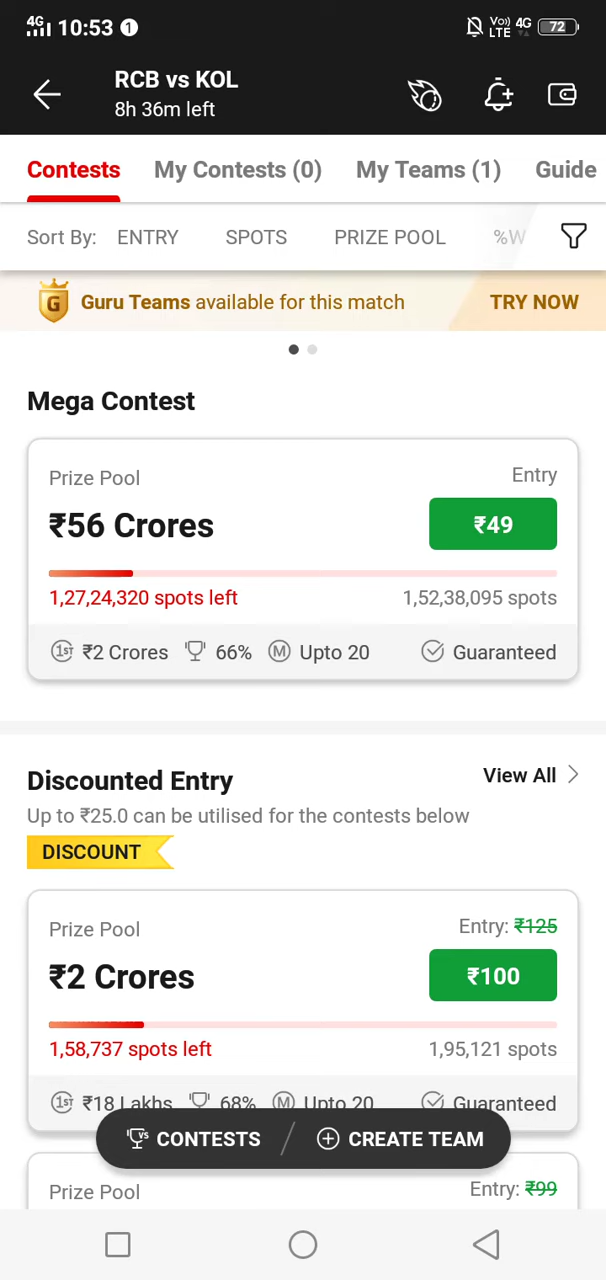 4G 10:53 1 Vo) LTE 4G 72
RCB vs KOL
8h 36m left
Contests My Contests (0) My Teams (1) Guide
Sort By: ENTRY SPOTS PRIZE POOL %W
G Guru Teams available for this match TRY NOW
Mega Contest
Prize Pool Entry
₹56 Crores ₹49
1,27,24,320 spots left 1,52,38,095 spots
1ST ₹2 Crores 66% M Upto 20 Guaranteed
Discounted Entry View All
Up to ₹25.0 can be utilised for the contests below
DISCOUNT
Prize Pool Entry: ₹125
₹2 Crores ₹100
1,58,737 spots left 1,95,121 spots
1ST ₹18 Lakhs 68% M Upto 20 Guaranteed
VS CONTESTS CREATE TEAM
Prize Pool Entry: ₹99